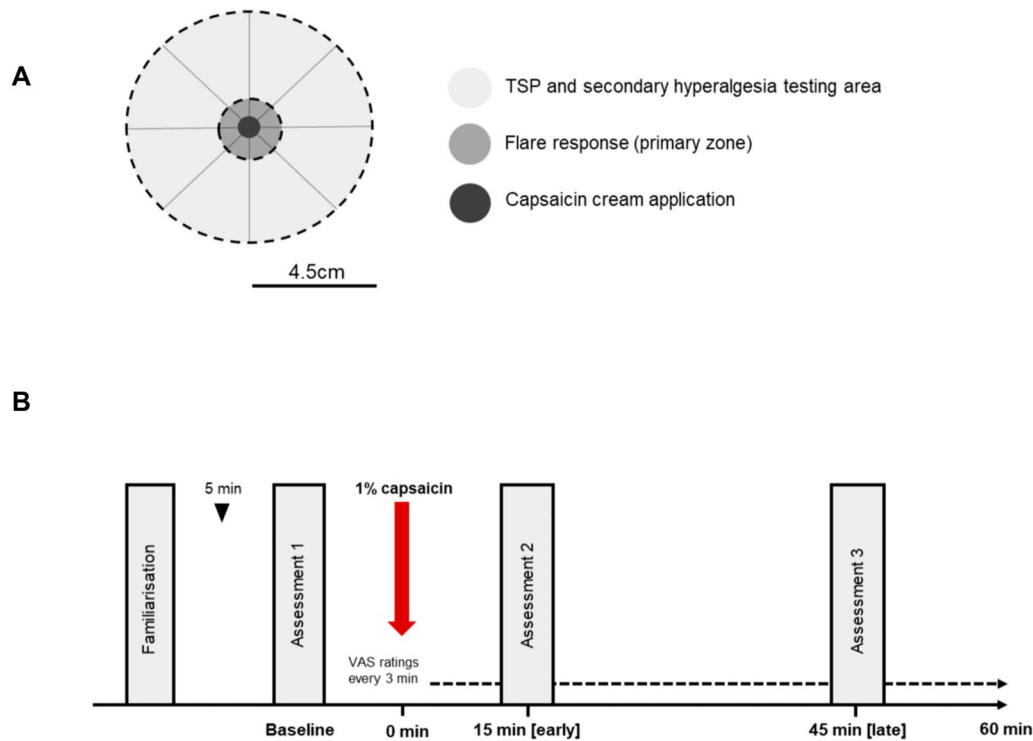 A
TSP and secondary hyperalgesia testing area
Flare response (primary zone)
Capsaicin cream application
4.5cm
B
Familiarisation
5 min
Assessment 1
1% capsaicin
VAS ratings
every 3 min
Assessment 2
Assessment 3
Baseline
0 min
15 min [early]
45 min [late]
60 min